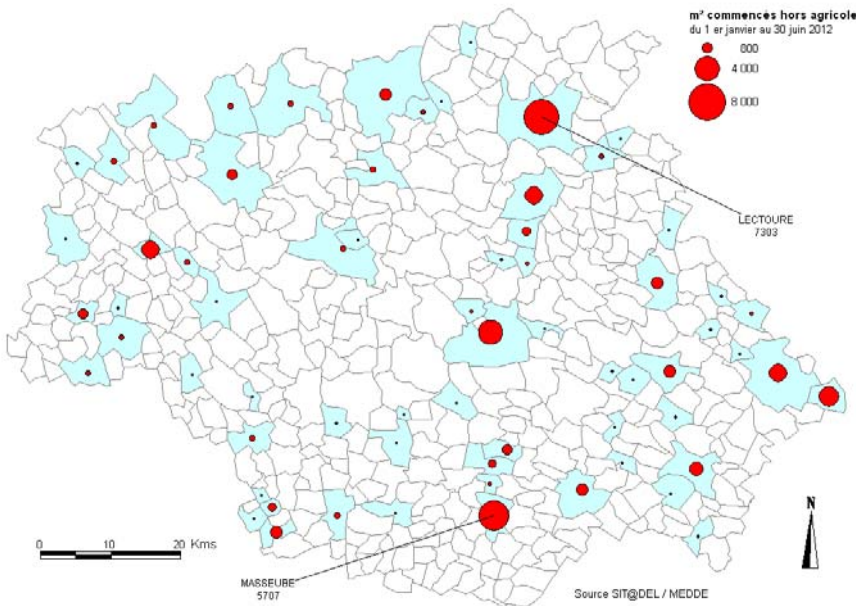 m² commencés hors agricole
du 1 er janvier au 30 juin 2012
800
4 000
8 000
LECTOURE
7303
N
0 10 20 Kms
MASSEUBE
5707
Source SIT@DEL / MEDDE